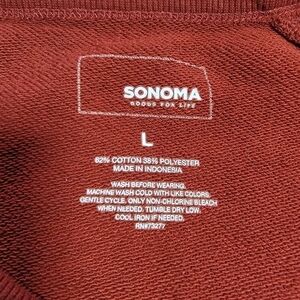 SONOMA
GOODS FOR LIFE
L
62% COTTON 38% POLYESTER
MADE IN INDONESIA
WASH BEFORE WEARING.
MACHINE WASH COLD WITH LIKE COLORS,
GENTLE CYCLE. ONLY NON-CHLORINE BLEACH
WHEN NEEDED. TUMBLE DRY LOW.
COOL IRON IF NEEDED.
RN#73277